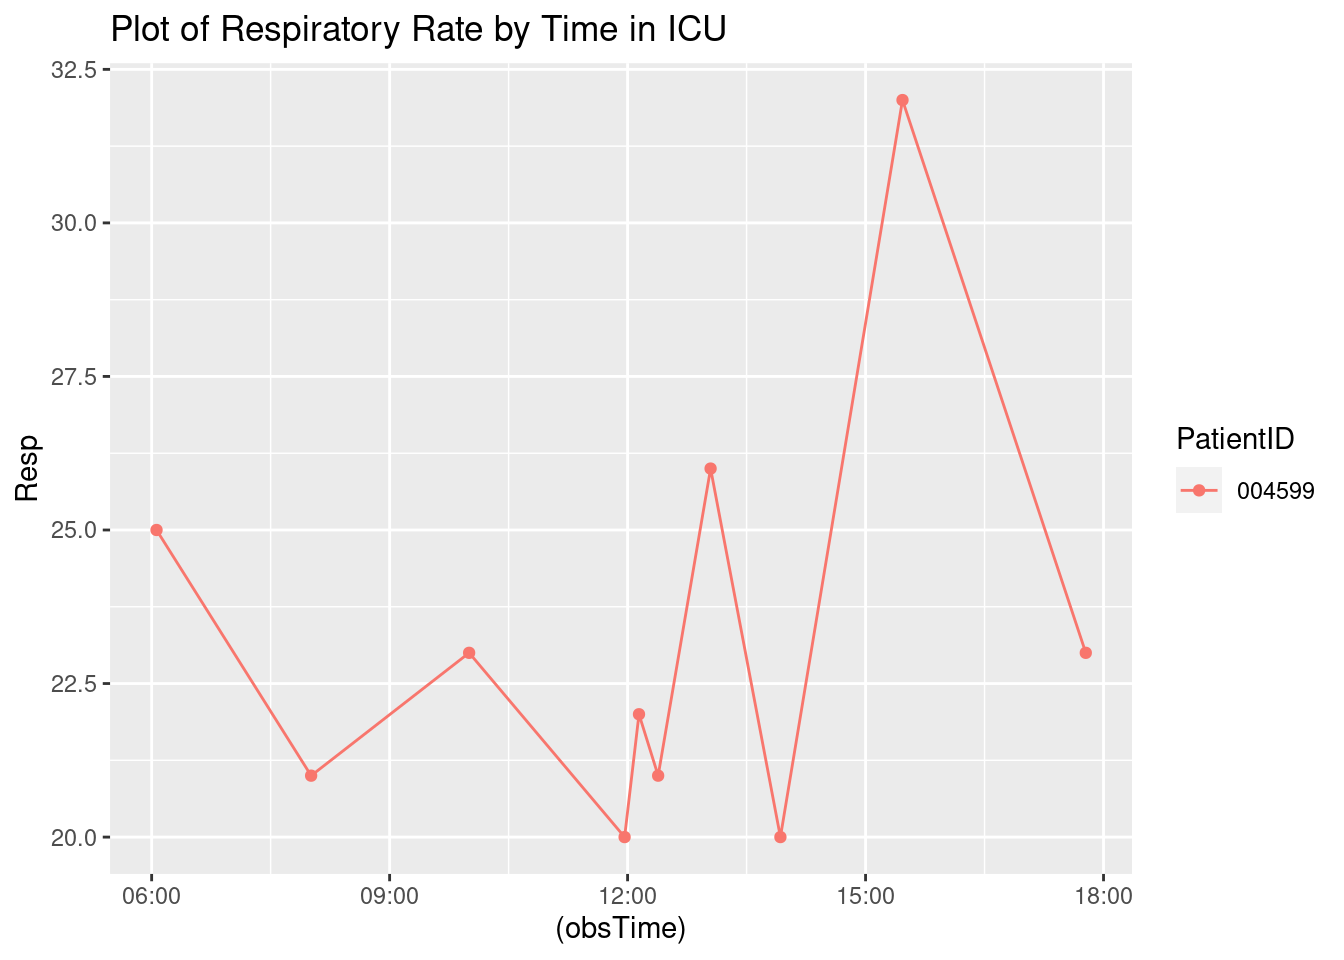 Plot of Respiratory Rate by Time in ICU
32.5
30.0
27.5
25.0
22.5
20.0
Resp
06:00 09:00 12:00 15:00 18:00
(obsTime)
PatientID
004599